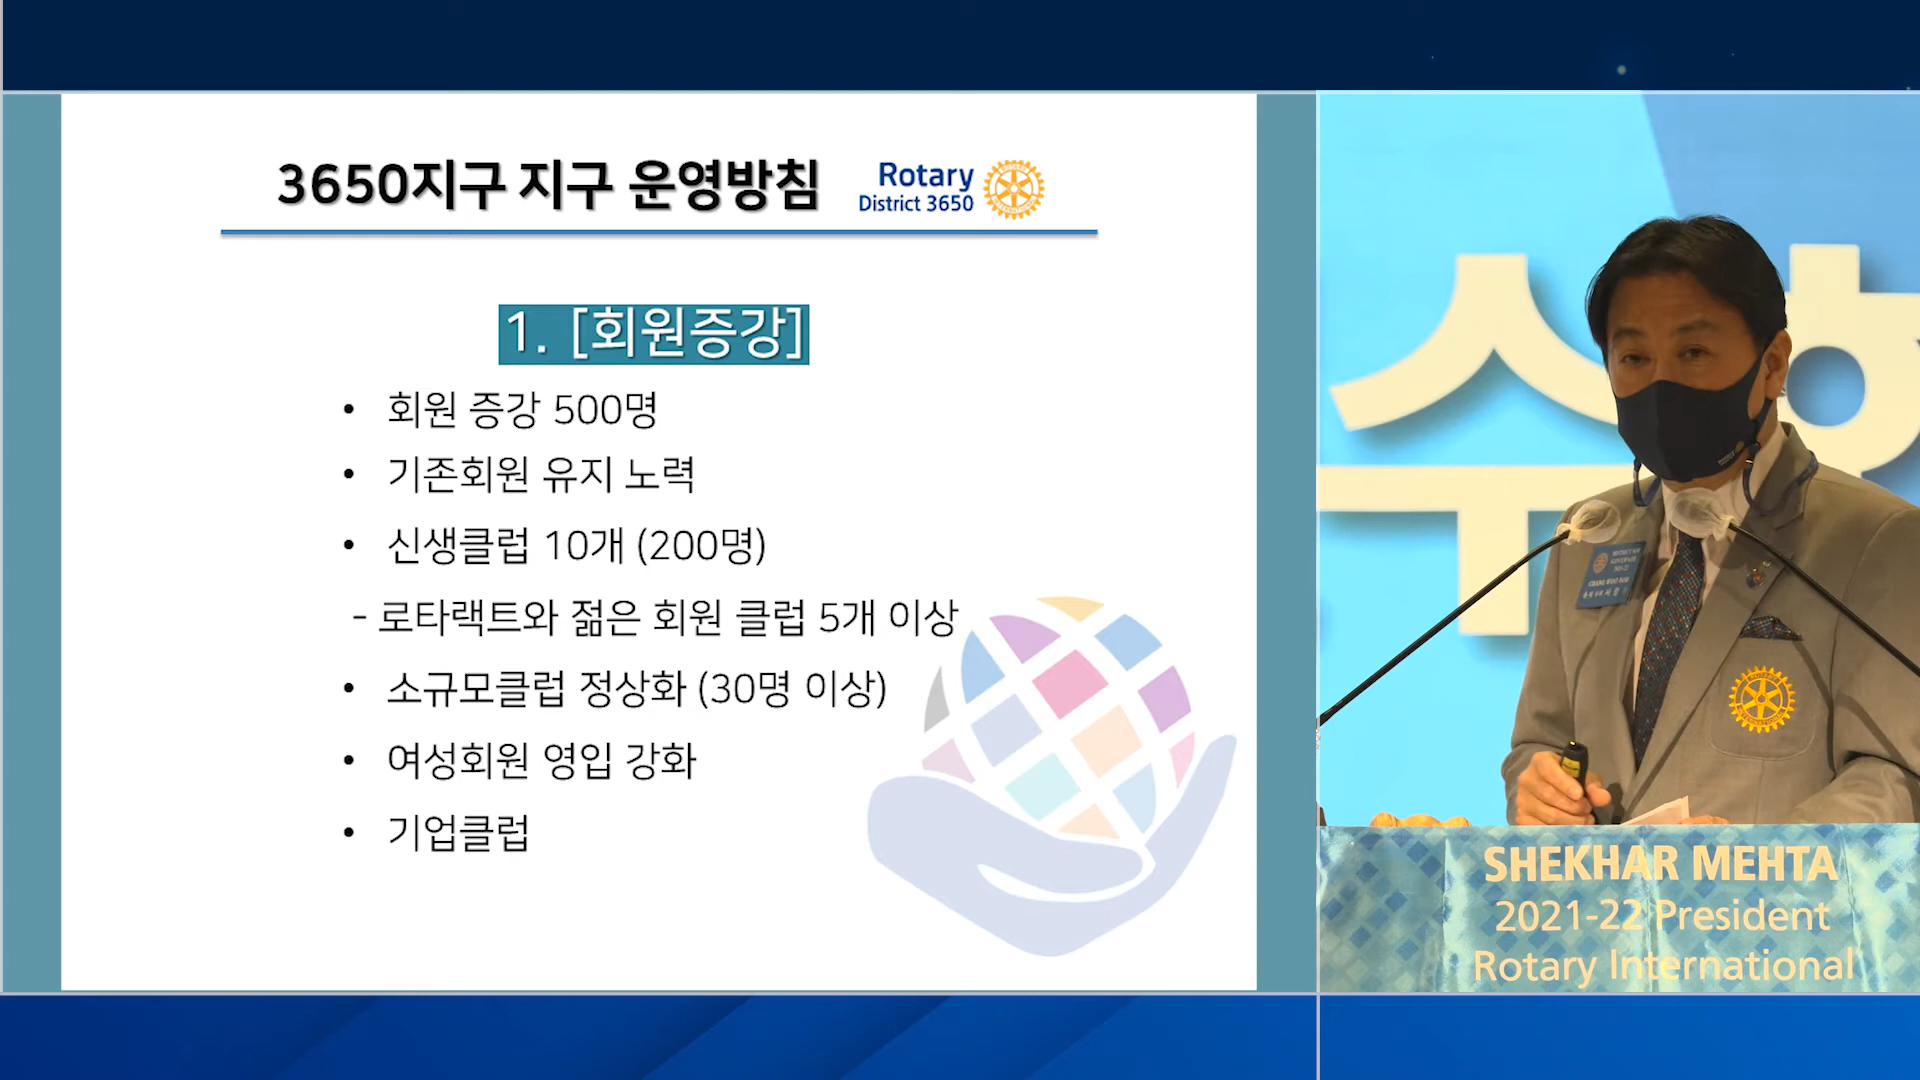 3650지구 지구 운영방침
Rotary
District 3650
1. [회원증강]
• 회원 증강 500명
• 기존회원 유지 노력
• 신생클럽 10개 (200명)
- 로타랙트와 젊은 회원 클럽 5개 이상
• 소규모클럽 정상화 (30명 이상)
• 여성회원 영입 강화
• 기업클럽
수
SHEKHAR MEHTA
2021-22 President
Rotary International